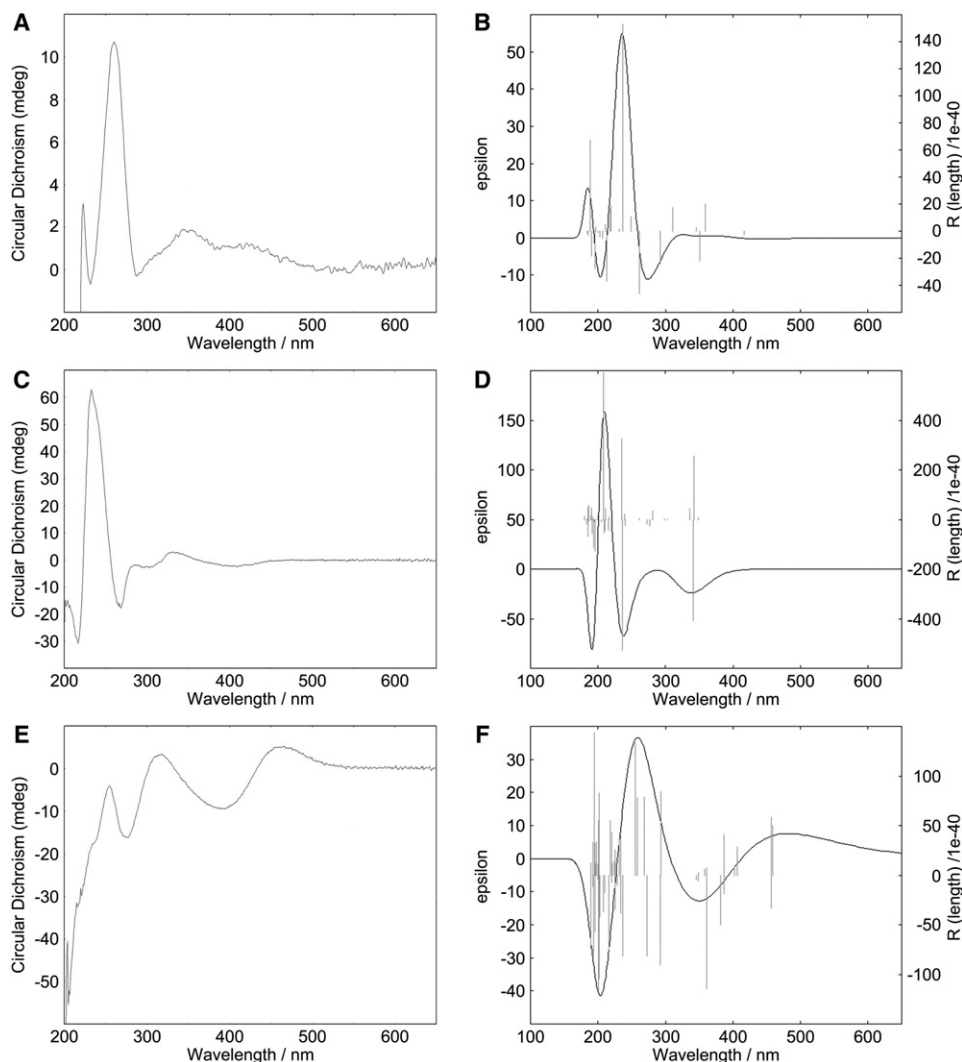 A
Circular Dichroism (mdeg)
10
8
6
4
2
0
200 300 400 500 600
Wavelength / nm
B
epsilon
50
40
30
20
10
0
-10
140
120
100
80
60
40
20
0
-20
-40
R (length) /1e-40
100 200 300 400 500 600
Wavelength / nm
C
Circular Dichroism (mdeg)
60
50
40
30
20
10
0
-10
-20
-30
200 300 400 500 600
Wavelength / nm
D
epsilon
150
100
50
0
-50
400
200
0
-200
-400
R (length) /1e-40
100 200 300 400 500 600
Wavelength / nm
E
Circular Dichroism (mdeg)
0
-10
-20
-30
-40
-50
200 300 400 500 600
Wavelength / nm
F
epsilon
30
20
10
0
-10
-20
-30
-40
100
50
0
-50
-100
R (length) /1e-40
100 200 300 400 500 600
Wavelength / nm